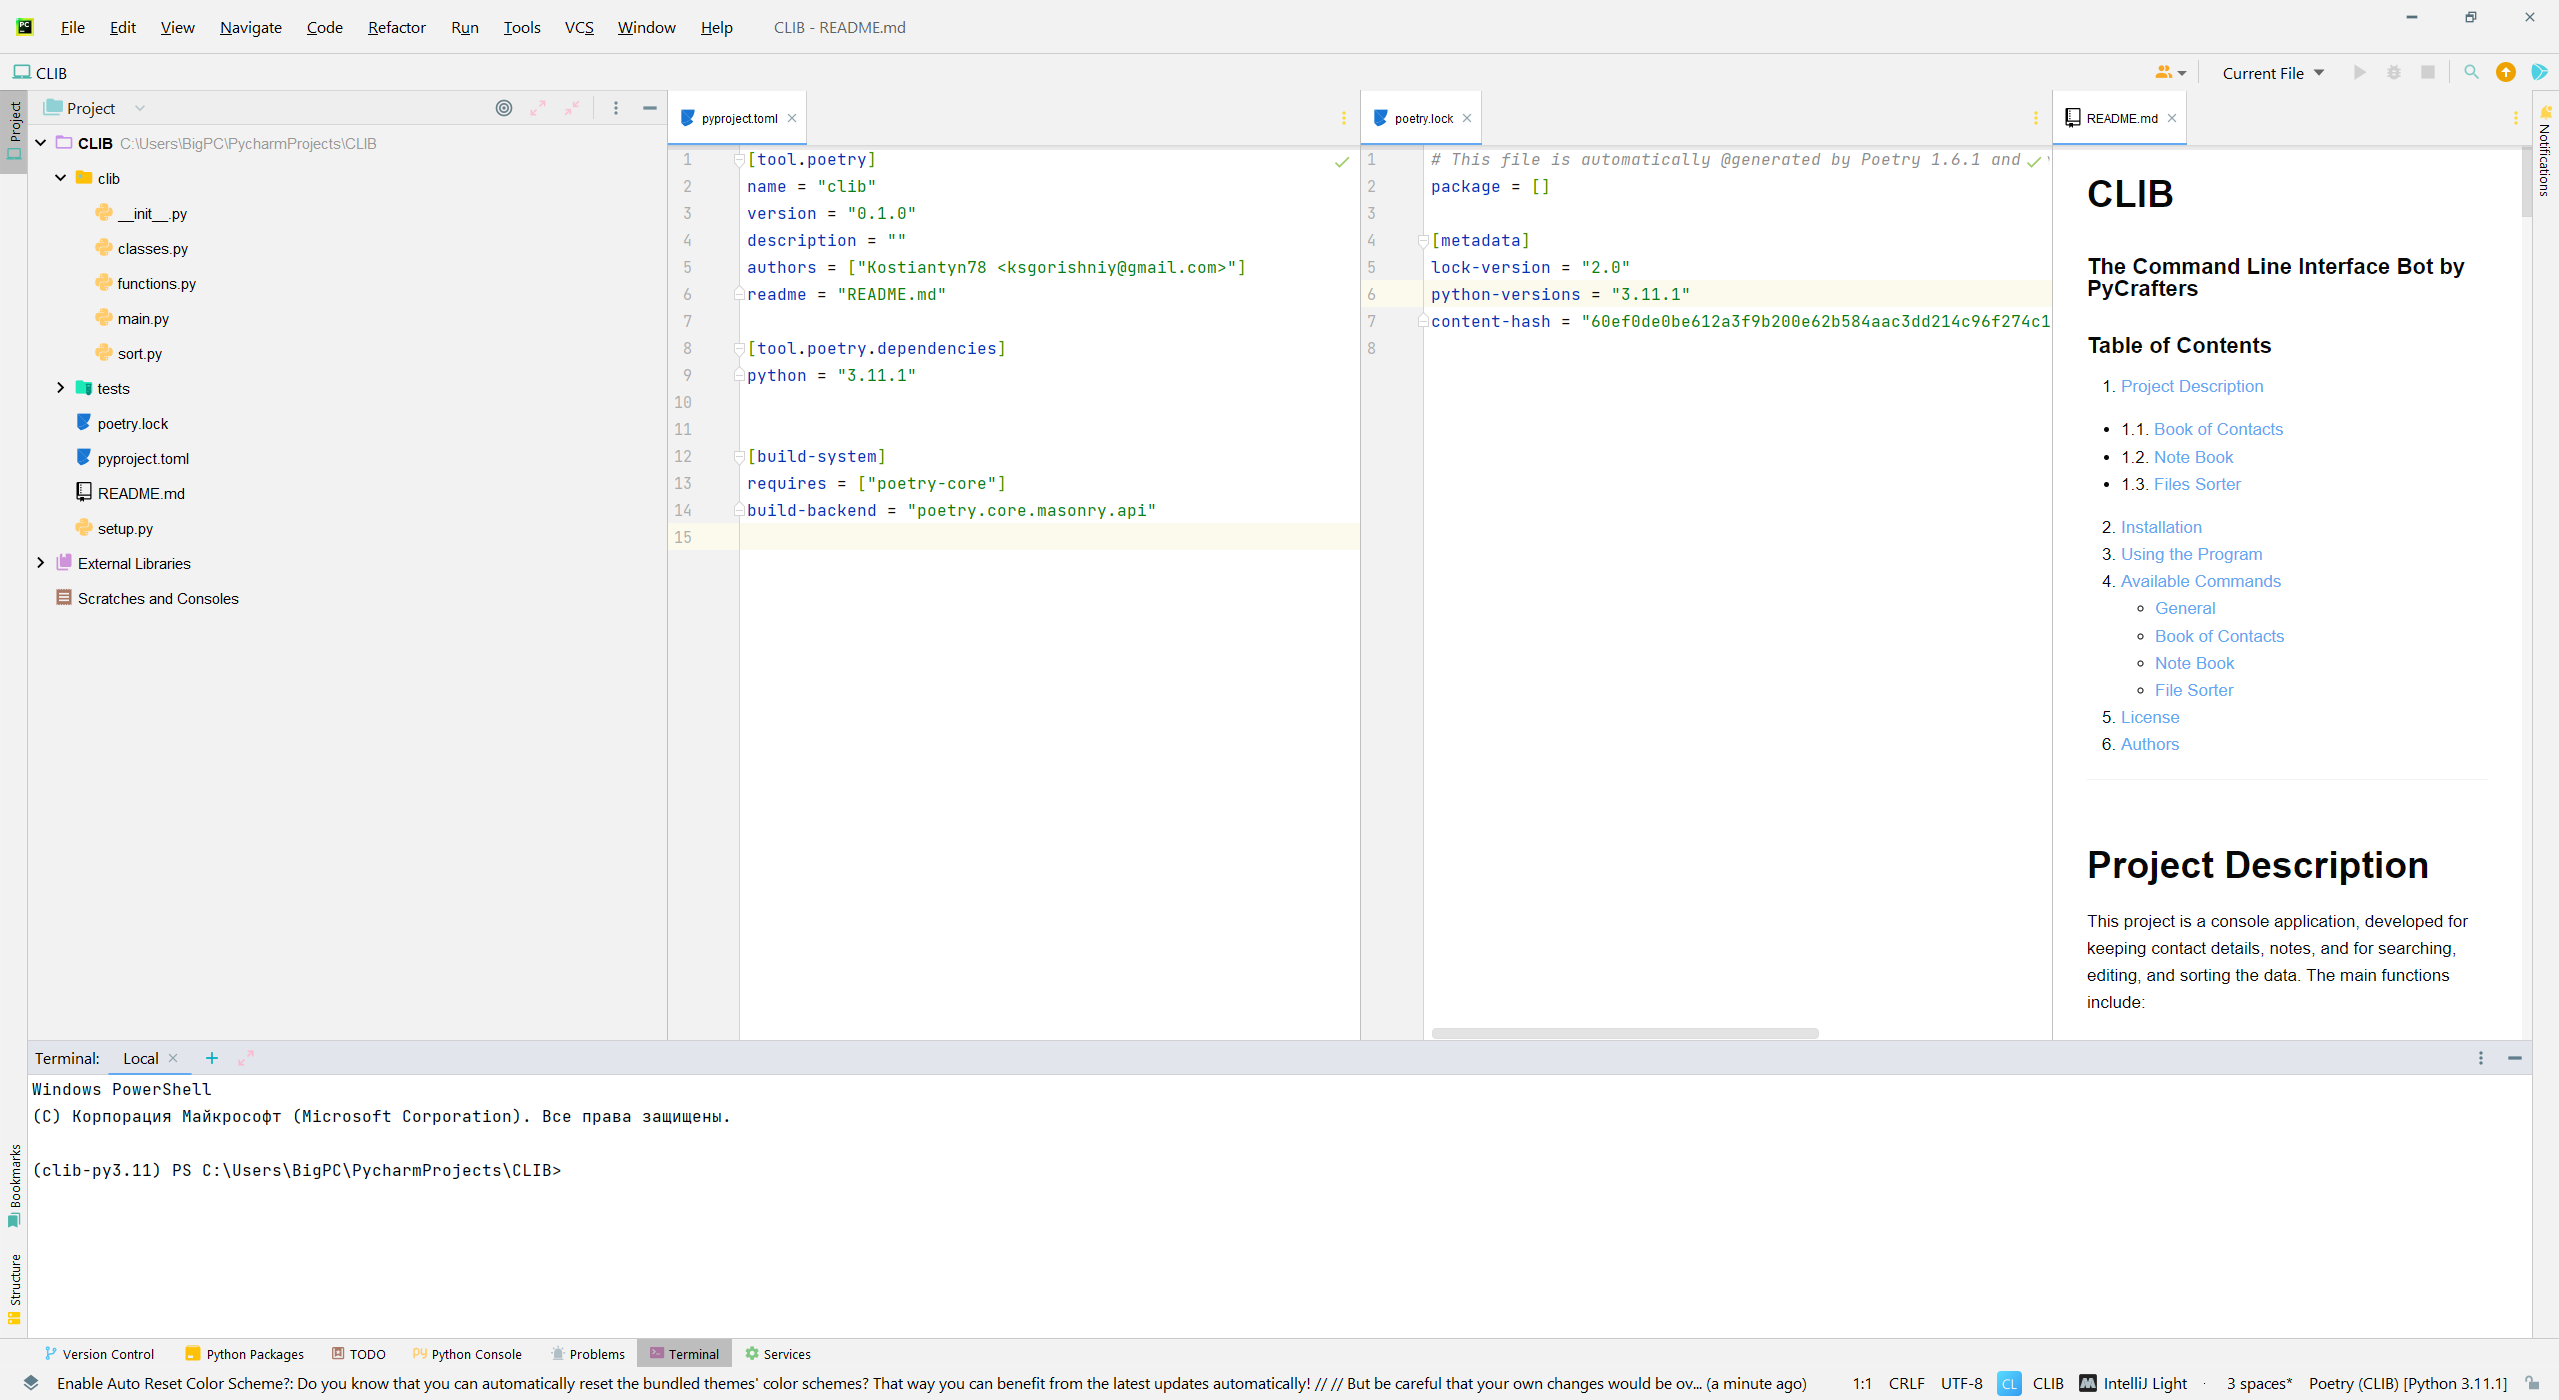 File Edit View Navigate Code Refactor Run Tools VCS Window Help CLIB - README.md
CLIB
Current File
Project
Project
CLIB C:\Users\BigPC\PycharmProjects\CLIB
clib
__init__.py
classes.py
functions.py
main.py
sort.py
tests
poetry.lock
pyproject.toml
README.md
setup.py
External Libraries
Scratches and Consoles
pyproject.toml
1 [tool.poetry]
2 name = "clib"
3 version = "0.1.0"
4 description = ""
5 authors = ["Kostiantyn78 <ksgorishniy@gmail.com>"]
6 readme = "README.md"
7
8 [tool.poetry.dependencies]
9 python = "3.11.1"
10
11
12 [build-system]
13 requires = ["poetry-core"]
14 build-backend = "poetry.core.masonry.api"
15
poetry.lock
1 # This file is automatically @generated by Poetry 1.6.1 and
2 package = []
3
4 [metadata]
5 lock-version = "2.0"
6 python-versions = "3.11.1"
7 content-hash = "60ef0de0be612a3f9b200e62b584aac3dd214c96f274c1
8
README.md
CLIB
The Command Line Interface Bot by
PyCrafters
Table of Contents
1. Project Description
• 1.1. Book of Contacts
• 1.2. Note Book
• 1.3. Files Sorter
2. Installation
3. Using the Program
4. Available Commands
General
Book of Contacts
Note Book
File Sorter
5. License
6. Authors
Project Description
This project is a console application, developed for
keeping contact details, notes, and for searching,
editing, and sorting the data. The main functions
include:
Notifications
Terminal: Local
Windows PowerShell
(C) Корпорация Майкрософт (Microsoft Corporation). Все права защищены.
(clib-py3.11) PS C:\Users\BigPC\PycharmProjects\CLIB>
Bookmarks
Structure
Version Control Python Packages TODO Python Console Problems Terminal Services
Enable Auto Reset Color Scheme?: Do you know that you can automatically reset the bundled themes' color schemes? That way you can benefit from the latest updates automatically! // // But be careful that your own changes would be ov... (a minute ago) 1:1 CRLF UTF-8 CL CLIB IntelliJ Light 3 spaces* Poetry (CLIB) [Python 3.11.1]